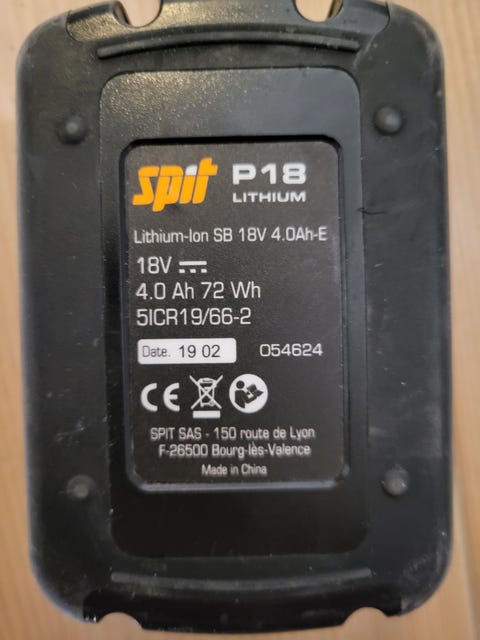 spit P18
LITHIUM
Lithium-Ion SB 18V 4.0Ah-E
18V
4.0 Ah 72 Wh
5ICR19/66-2
Date. 19 02 054624
CE
SPIT SAS - 150 route de Lyon
F-26500 Bourg-lès-Valence
Made in China